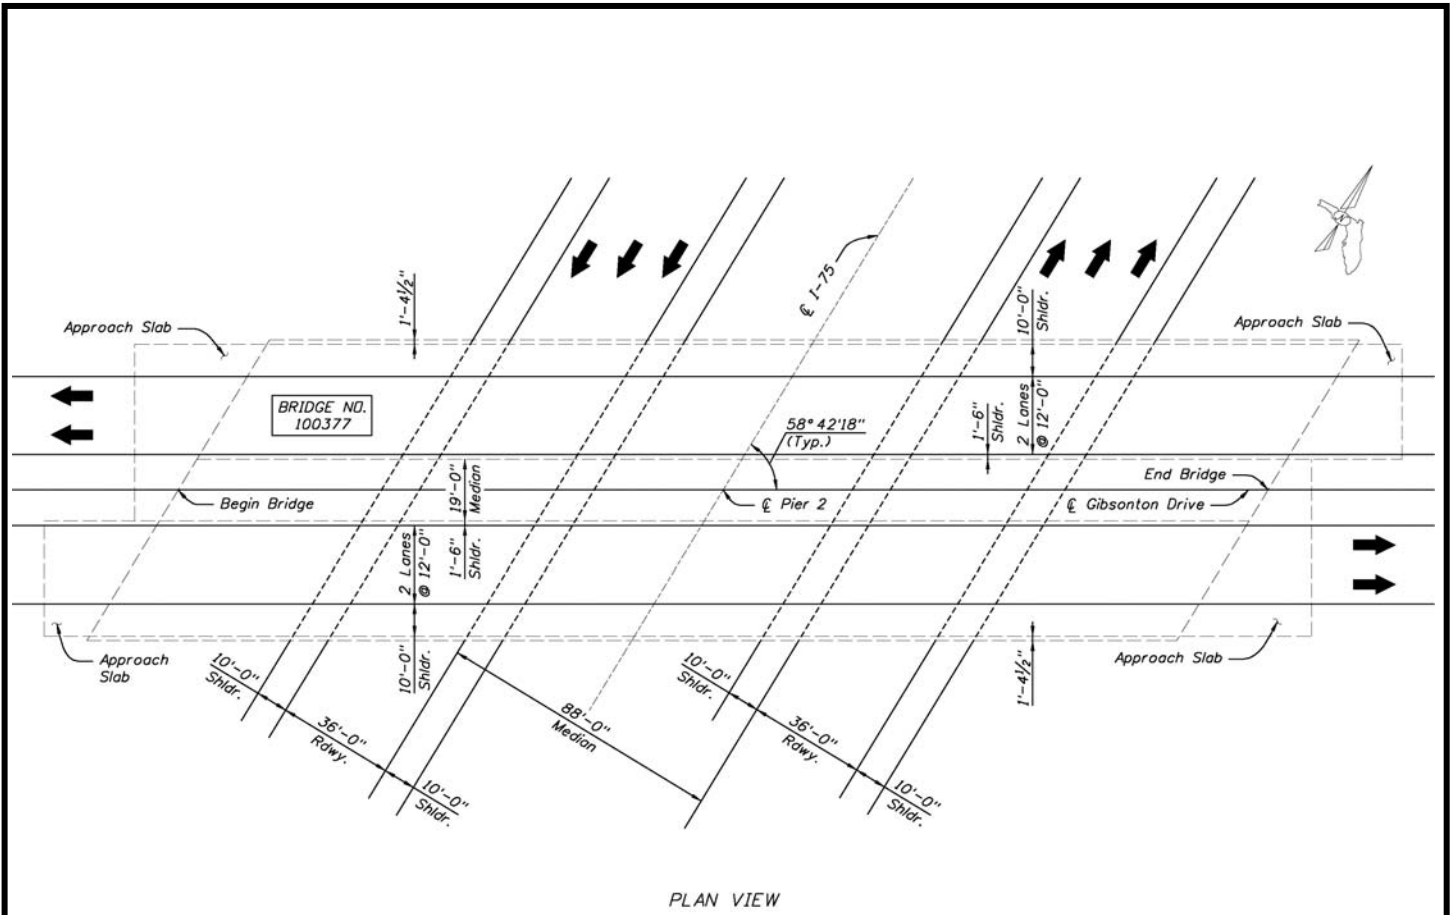 1'-4½"
Approach Slab
℄ I-75
10'-0"
Shldr.
Approach Slab
BRIDGE NO.
100377
58° 42'18"
(Typ.)
1'-6"
Shldr.
2 Lanes
@ 12'-0"
Begin Bridge
19'-0"
Median
℄ Pier 2
End Bridge
℄ Gibsonton Drive
2 Lanes
@ 12'-0"
1'-6"
Shldr.
Approach
Slab
10'-0"
Shldr.
10'-0"
Shldr.
36'-0"
Rdwy.
10'-0"
Shldr.
88'-0"
Median
10'-0"
Shldr.
36'-0"
Rdwy.
10'-0"
Shldr.
1'-4½"
Approach Slab
PLAN VIEW